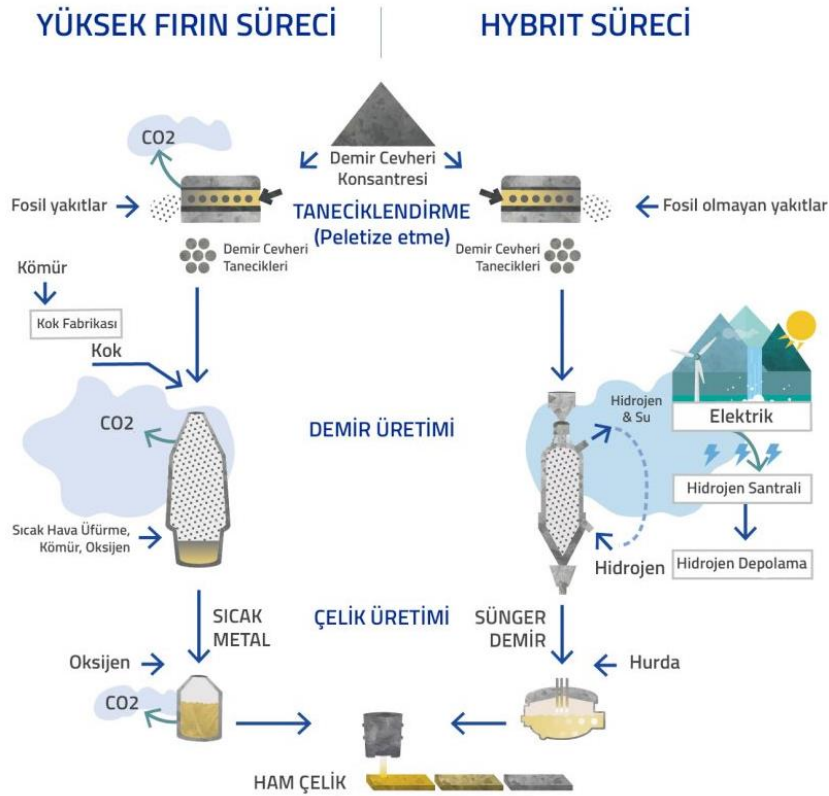 YÜKSEK FIRIN SÜRECİ
HYBRIT SÜRECİ
CO2
Demir Cevheri
Konsantresi
Fosil yakıtlar
TANECİKLENDİRME
(Peletize etme)
Fosil olmayan yakıtlar
Demir Cevheri
Tanecikleri
Demir Cevheri
Tanecikleri
Kömür
Kok Fabrikası
Kok
CO2
DEMİR ÜRETİMİ
Hidrojen
& Su
Elektrik
Hidrojen Santrali
Sıcak Hava Üfürme,
Kömür, Oksijen
Hidrojen
Hidrojen Depolama
SICAK
METAL
ÇELİK ÜRETİMİ
SÜNGER
DEMİR
Oksijen
Hurda
CO2
HAM ÇELİK